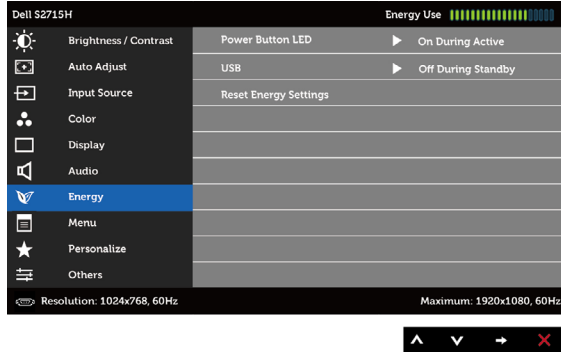 Dell S2715H Energy Use
Brightness / Contrast Power Button LED On During Active
Auto Adjust USB Off During Standby
Input Source Reset Energy Settings
Color
Display
Audio
Energy
Menu
Personalize
Others
Resolution: 1024x768, 60Hz Maximum: 1920x1080, 60Hz